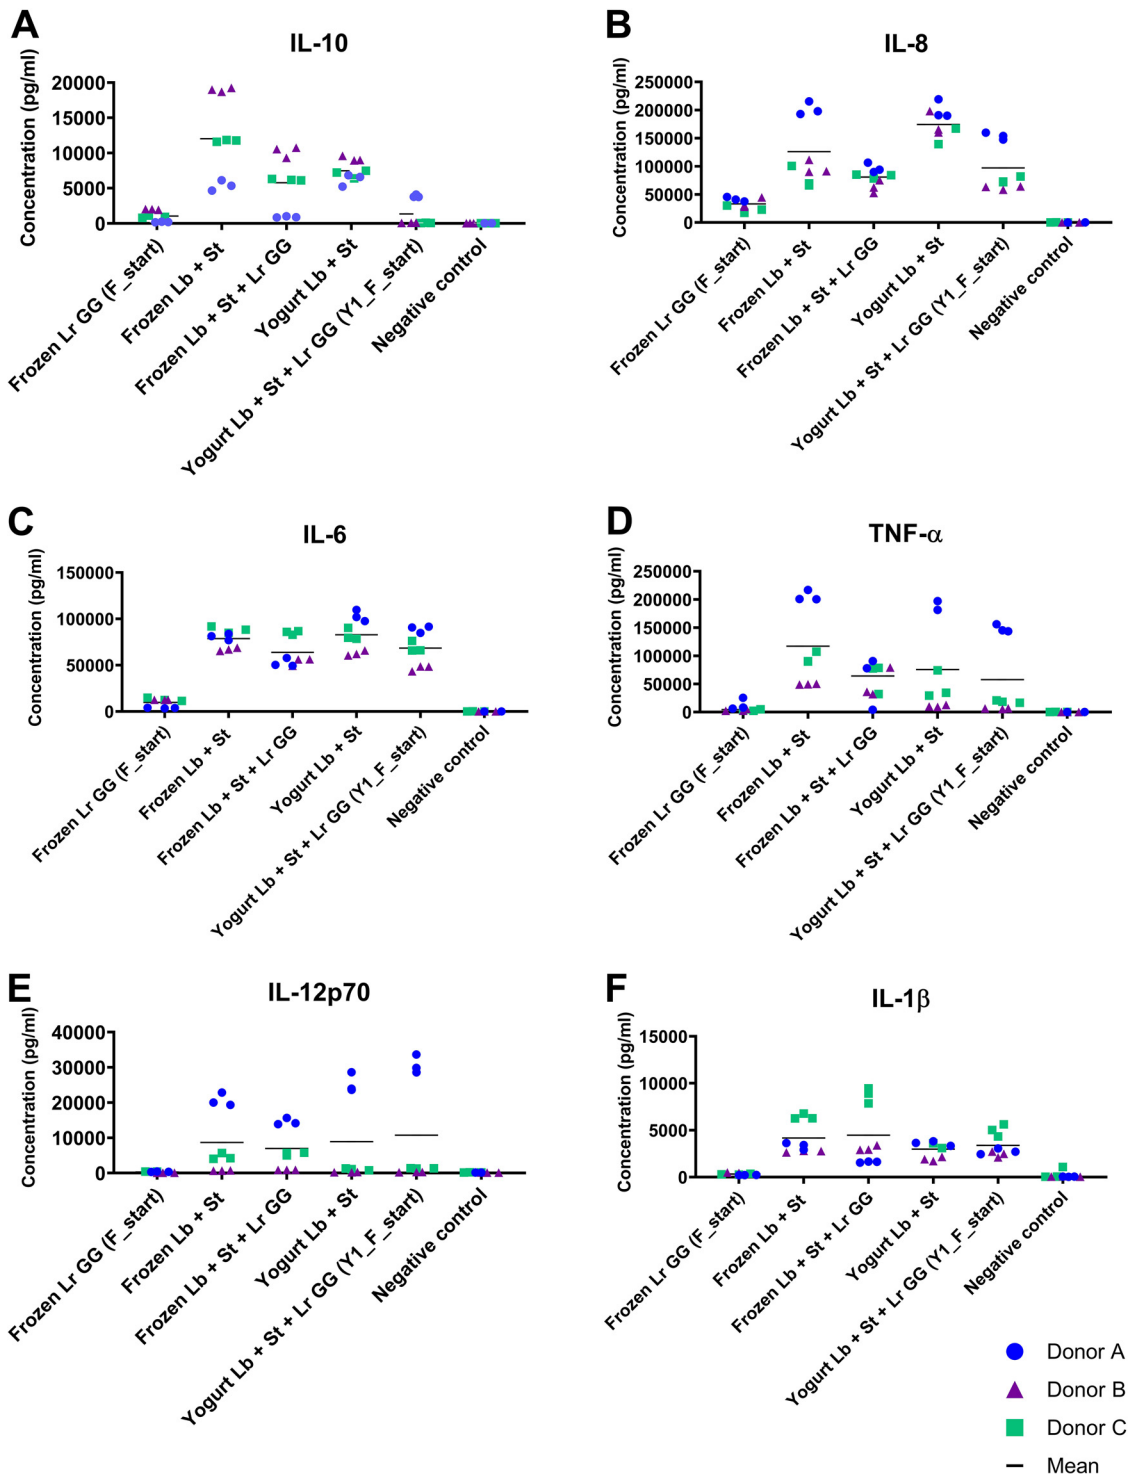 A
IL-10
Concentration (pg/ml)
20000
15000
10000
5000
0
Frozen Lr GG (F_start)
Frozen Lb + St
Frozen Lb + St + Lr GG
Yogurt Lb + St
Yogurt Lb + St + Lr GG (Y1_F_start)
Negative control
B
IL-8
Concentration (pg/ml)
250000
200000
150000
100000
50000
0
Frozen Lr GG (F_start)
Frozen Lb + St
Frozen Lb + St + Lr GG
Yogurt Lb + St
Yogurt Lb + St + Lr GG (Y1_F_start)
Negative control
C
IL-6
Concentration (pg/ml)
150000
100000
50000
0
Frozen Lr GG (F_start)
Frozen Lb + St
Frozen Lb + St + Lr GG
Yogurt Lb + St
Yogurt Lb + St + Lr GG (Y1_F_start)
Negative control
D
TNF-α
Concentration (pg/ml)
250000
200000
150000
100000
50000
0
Frozen Lr GG (F_start)
Frozen Lb + St
Frozen Lb + St + Lr GG
Yogurt Lb + St
Yogurt Lb + St + Lr GG (Y1_F_start)
Negative control
E
IL-12p70
Concentration (pg/ml)
40000
30000
20000
10000
0
Frozen Lr GG (F_start)
Frozen Lb + St
Frozen Lb + St + Lr GG
Yogurt Lb + St
Yogurt Lb + St + Lr GG (Y1_F_start)
Negative control
F
IL-1β
Concentration (pg/ml)
15000
10000
5000
0
Frozen Lr GG (F_start)
Frozen Lb + St
Frozen Lb + St + Lr GG
Yogurt Lb + St
Yogurt Lb + St + Lr GG (Y1_F_start)
Negative control
Donor A
Donor B
Donor C
Mean